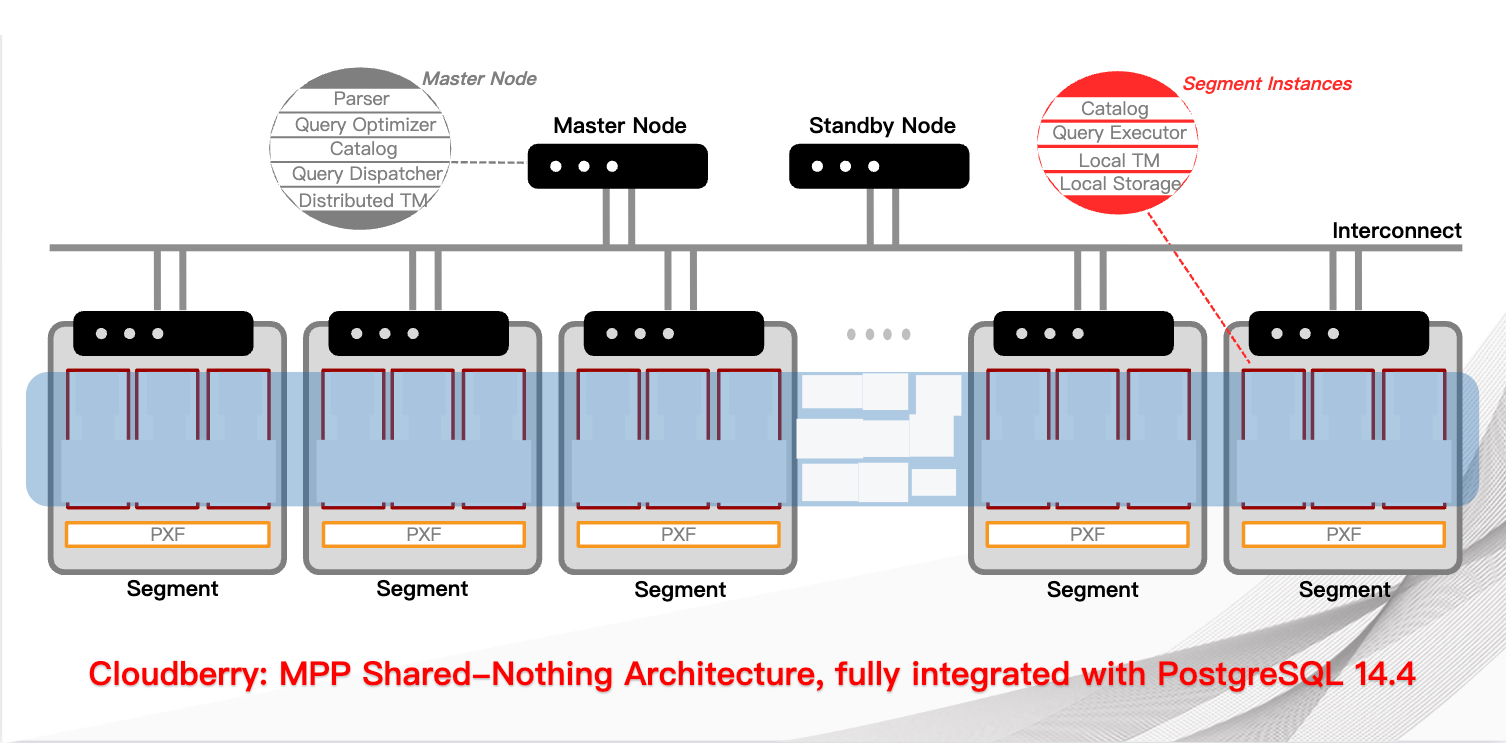 Master Node
Parser
Query Optimizer
Catalog
Query Dispatcher
Distributed TM
Master Node
Standby Node
Segment Instances
Catalog
Query Executor
Local TM
Local Storage
Interconnect
PXF
PXF
PXF
PXF
PXF
Segment
Segment
Segment
Segment
Segment
Cloudberry: MPP Shared-Nothing Architecture, fully integrated with PostgreSQL 14.4